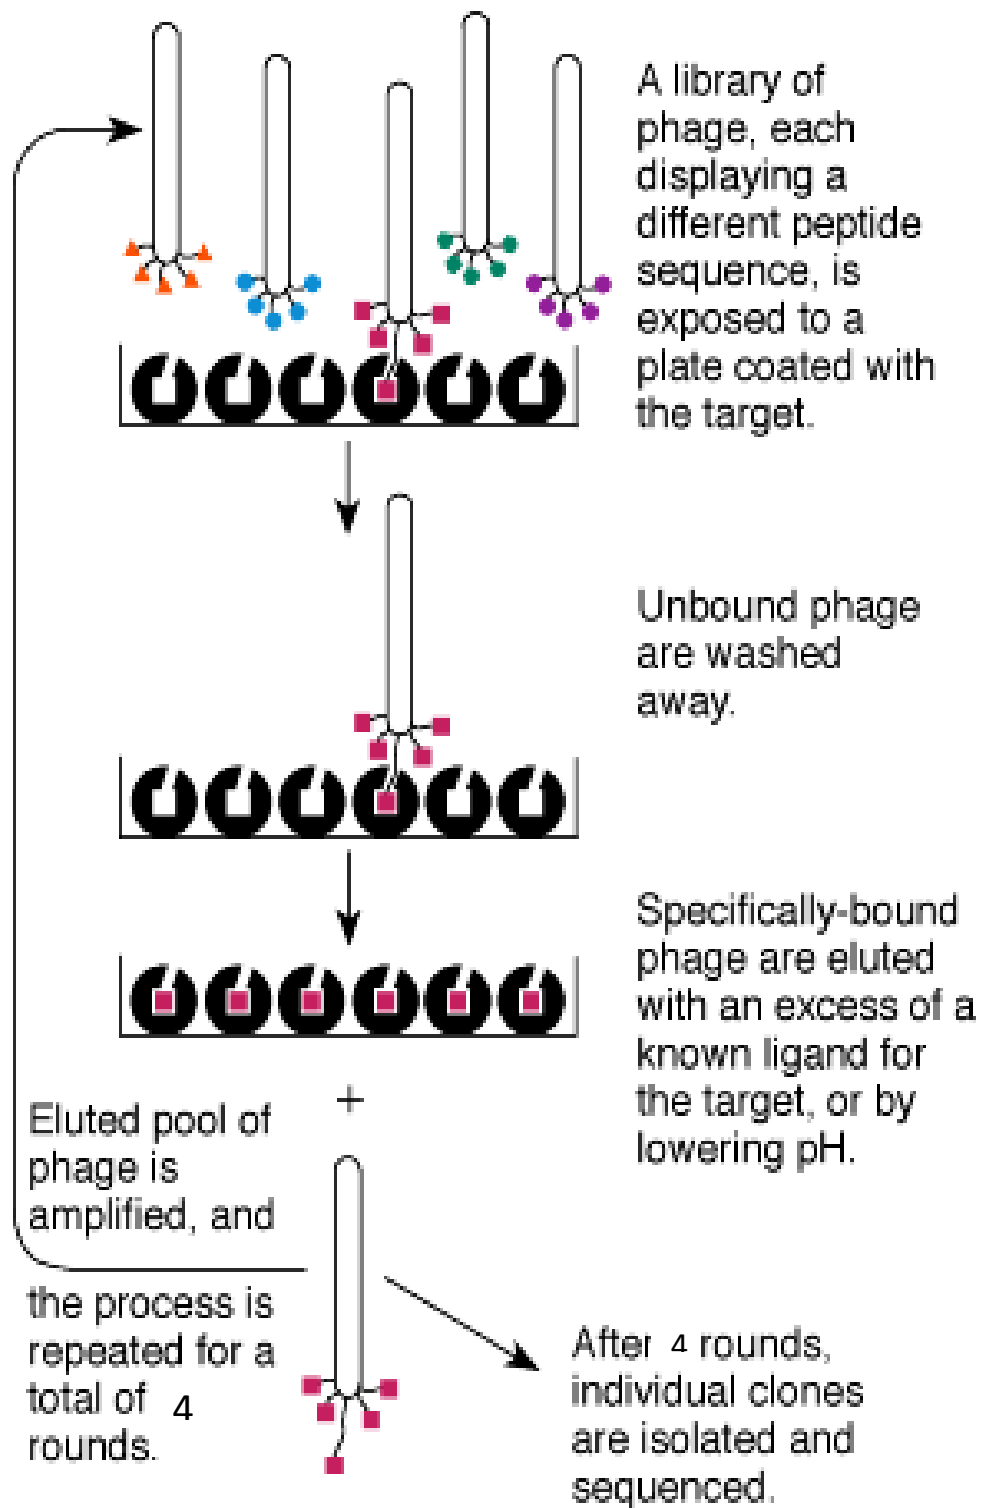 A library of
phage, each
displaying a
different peptide
sequence, is
exposed to a
plate coated with
the target.
Unbound phage
are washed
away.
Specifically-bound
phage are eluted
with an excess of a
known ligand for
the target, or by
lowering pH.
+
Eluted pool of
phage is
amplified, and
the process is
repeated for a
total of 4
rounds.
After 4 rounds,
individual clones
are isolated and
sequenced.